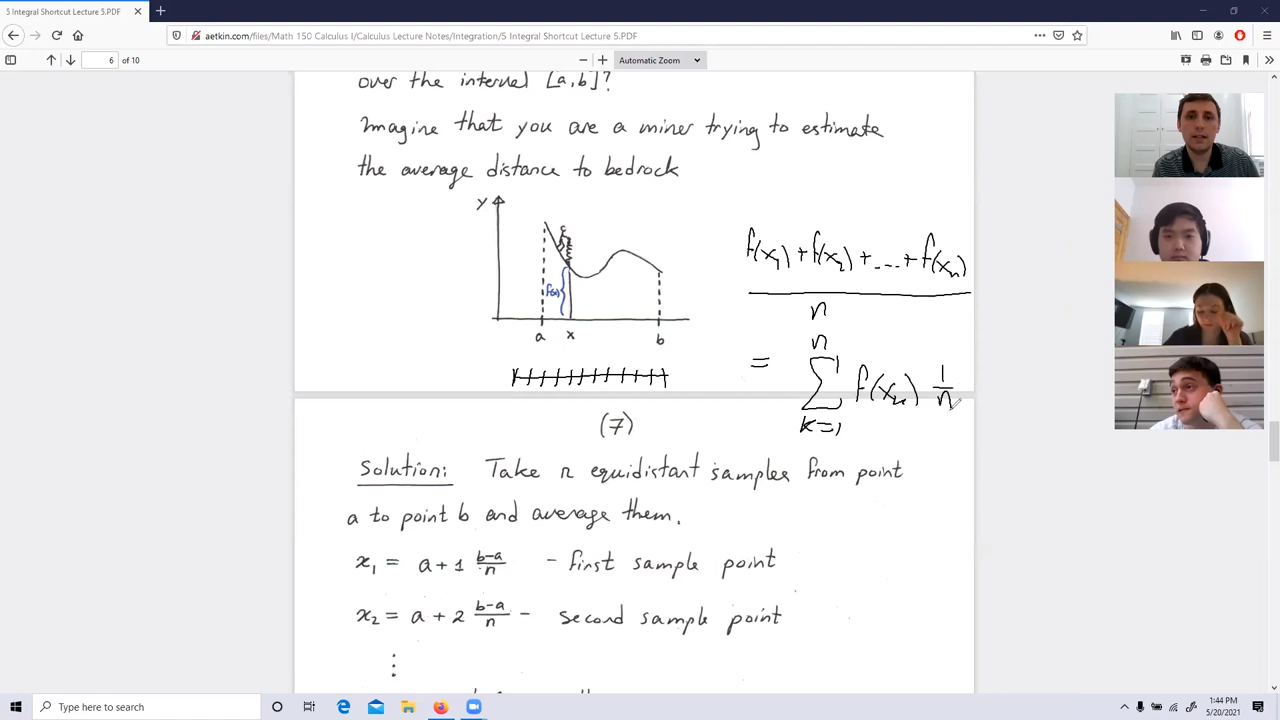 5 Integral Shortcut Lecture 5.PDF
aetkin.com/files/Math 150 Calculus I/Calculus Lecture Notes/Integration/5 Integral Shortcut Lecture 5.PDF
6 of 10
Automatic Zoom
over the interval [a,b]?
Imagine that you are a miner trying to estimate
the average distance to bedrock
y
f(x)
a x b
f(x₁)+f(x₂)+....+f(xₙ)
n
n
= ∑ f(xₖ) 1/n
k=1
(7)
Solution: Take n equidistant samples from point
a to point b and average them.
x₁ = a+1 b-a/n - first sample point
x₂ = a+2 b-a/n - second sample point
⋮
Type here to search
1:44 PM
5/20/2021